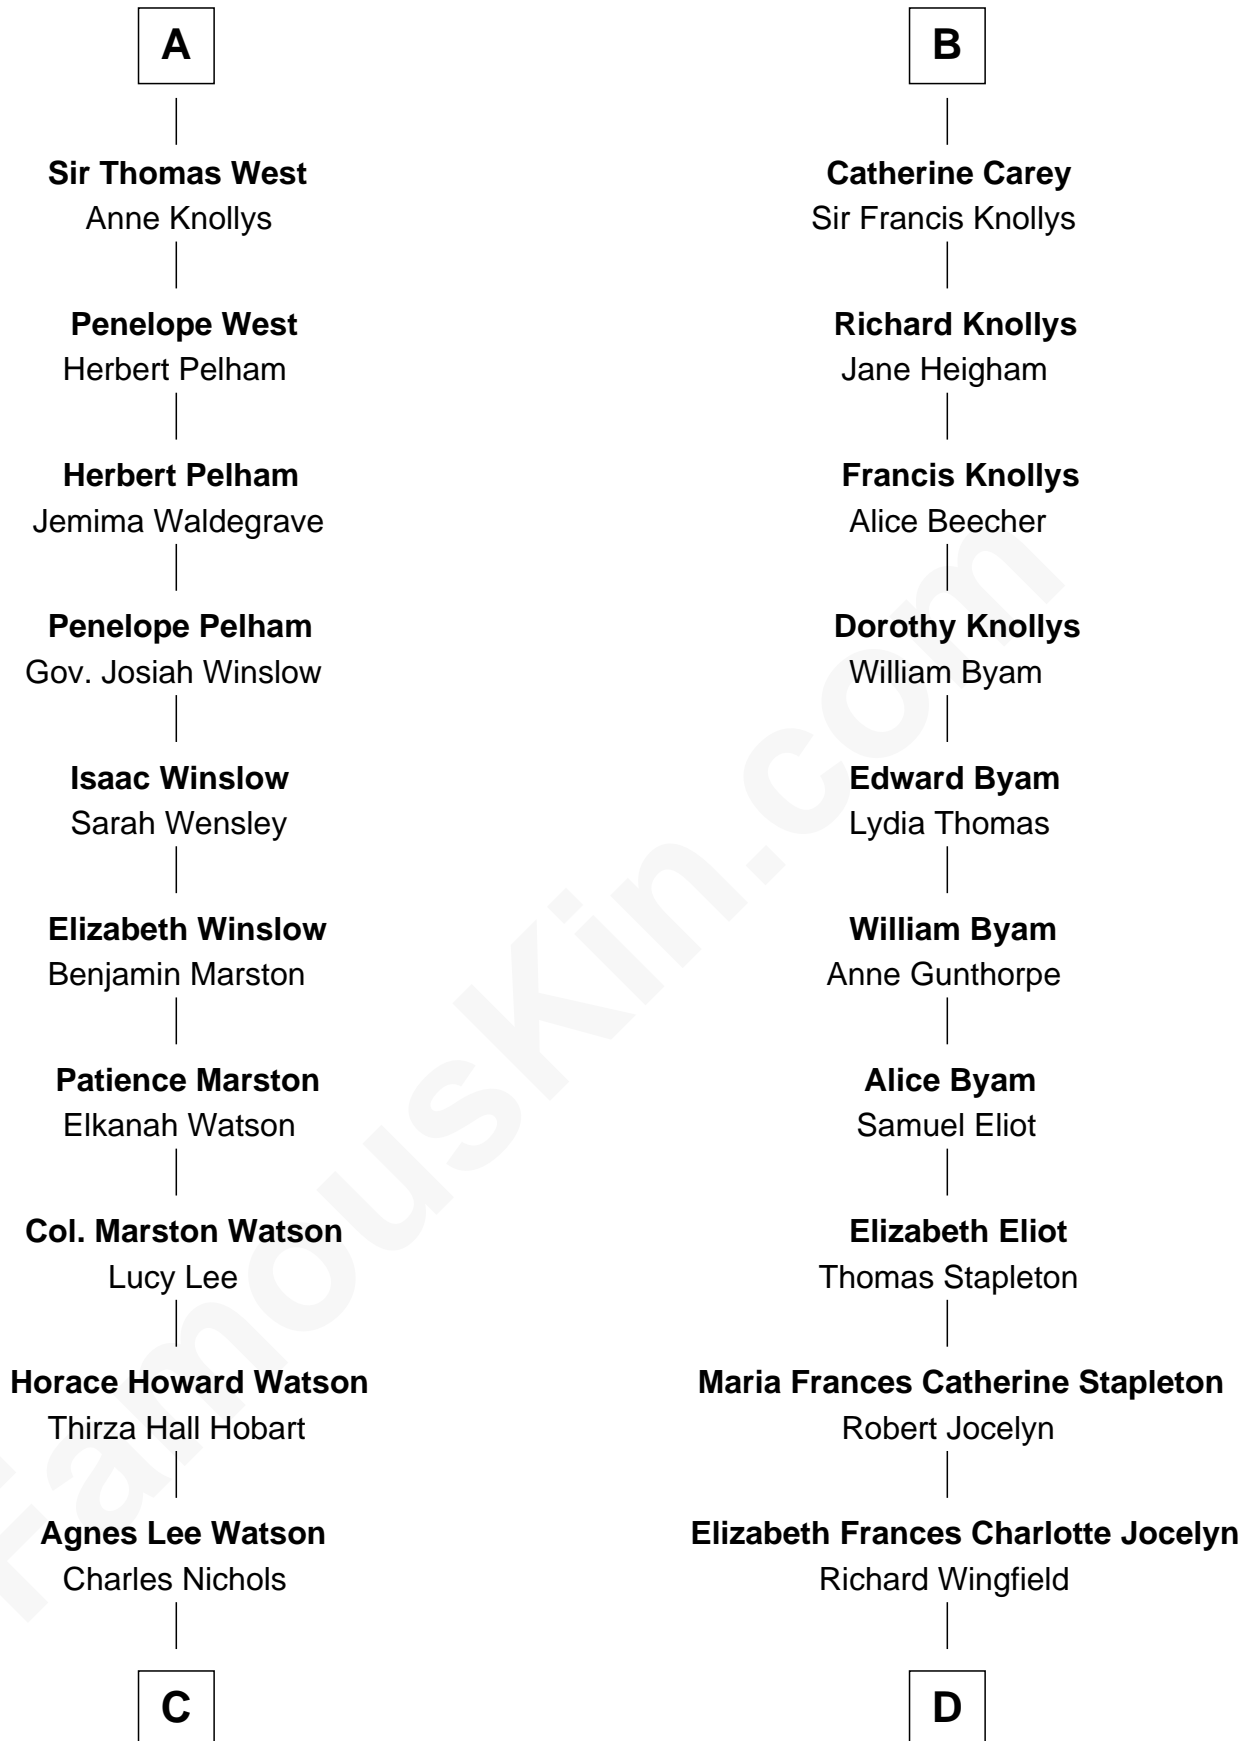 A
Sir Thomas West
Anne Knollys
Penelope West
Herbert Pelham
Herbert Pelham
Jemima Waldegrave
Penelope Pelham
Gov. Josiah Winslow
Isaac Winslow
Sarah Wensley
Elizabeth Winslow
Benjamin Marston
Patience Marston
Elkanah Watson
Col. Marston Watson
Lucy Lee
Horace Howard Watson
Thirza Hall Hobart
Agnes Lee Watson
Charles Nichols
C
B
Catherine Carey
Sir Francis Knollys
Richard Knollys
Jane Heigham
Francis Knollys
Alice Beecher
Dorothy Knollys
William Byam
Edward Byam
Lydia Thomas
William Byam
Anne Gunthorpe
Alice Byam
Samuel Eliot
Elizabeth Eliot
Thomas Stapleton
Maria Frances Catherine Stapleton
Robert Jocelyn
Elizabeth Frances Charlotte Jocelyn
Richard Wingfield
D
FamousKin.com